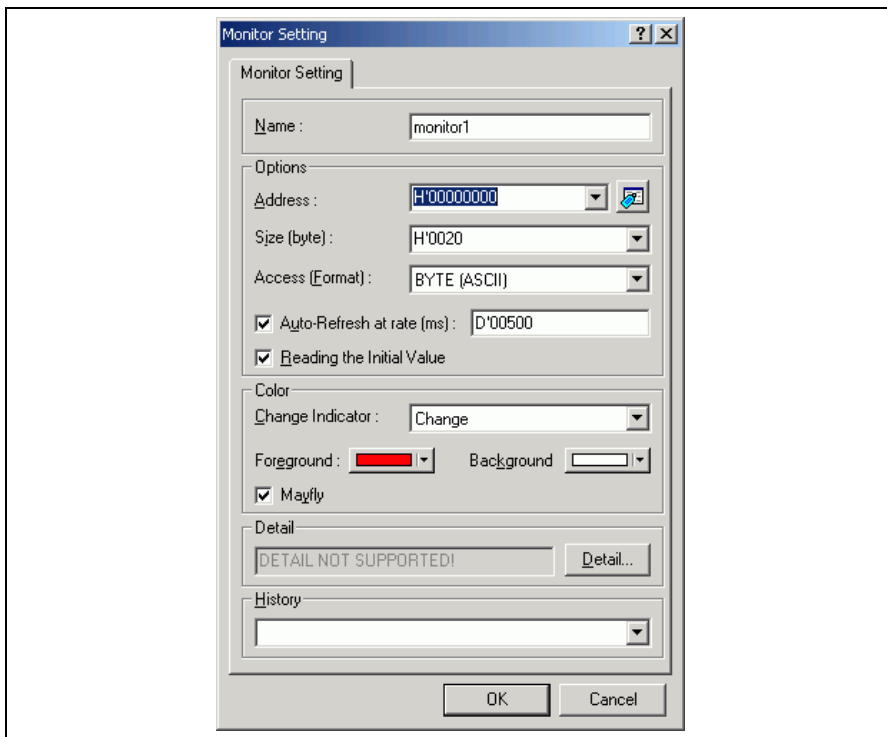 Monitor Setting
Monitor Setting
Name :
monitor1
Options
Address :
H'00000000
Size (byte) :
H'0020
Access (Format) :
BYTE (ASCII)
Auto-Refresh at rate (ms) :
D'00500
Reading the Initial Value
Color
Change Indicator :
Change
Foreground :
Background
Mayfly
Detail
DETAIL NOT SUPPORTED!
Detail...
History
OK
Cancel